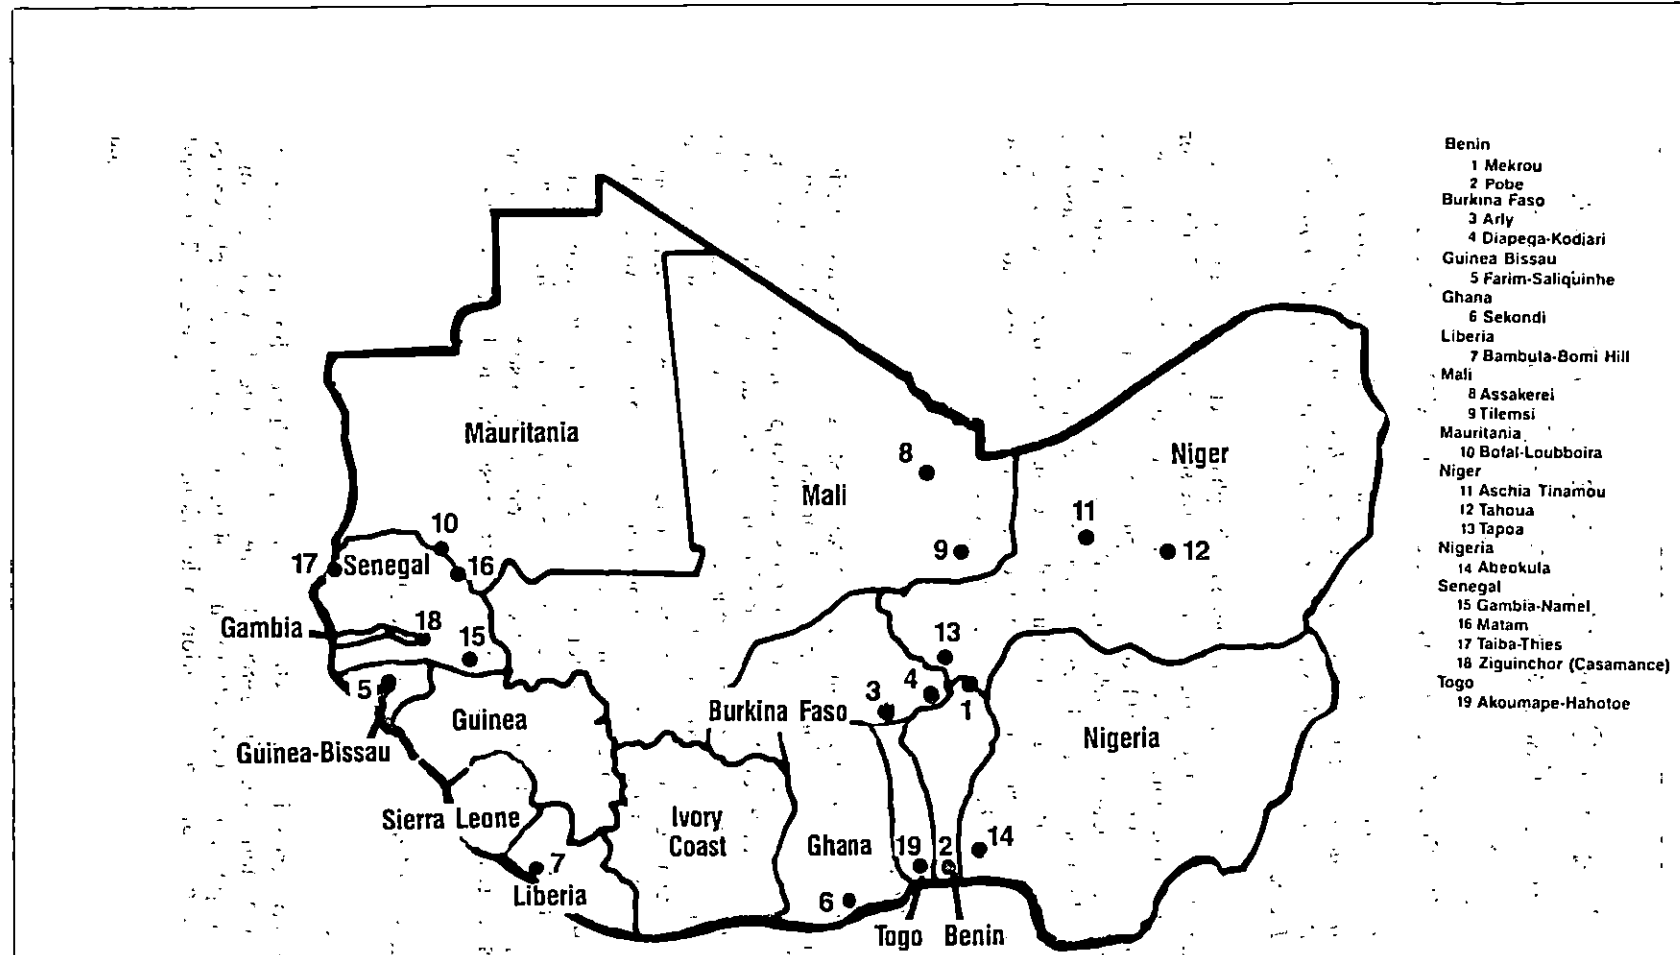 Mauritania
Mali
Niger
8
9
10
11
12
17
Senegal
16
Gambia
18
15
13
5
Guinea
Burkina Faso
3
4
1
Guinea-Bissau
Nigeria
Sierra Leone
Ivory
Coast
Ghana
19
2
14
7
Liberia
6
Togo
Benin
Benin
1 Mekrou
2 Pobe
Burkina Faso
3 Arly
4 Diapega-Kodjari
Guinea Bissau
5 Farim-Saliquinhe
Ghana
6 Sekondi
Liberia
7 Bambuta-Bomi Hill
Mali
8 Assakerei
9 Tilemsi
Mauritania
10 Bofal-Loubboira
Niger
11 Aschia Tinamou
12 Tahoua
13 Tapoa
Nigeria
14 Abeokula
Senegal
15 Gambia-Namel
16 Matam
17 Taiba-Thies
18 Ziguinchor (Casamance)
Togo
19 Akoumape-Hahotoe